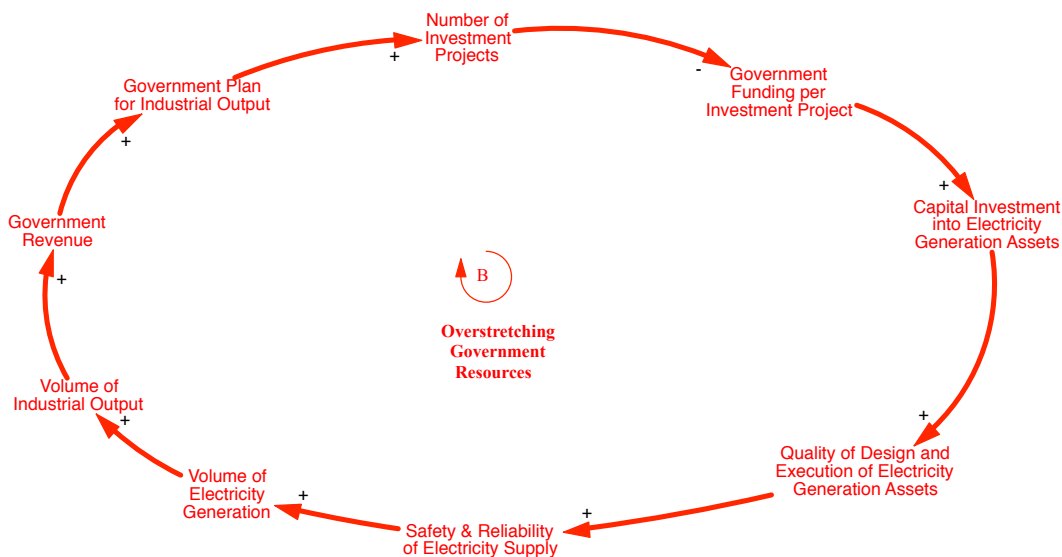 Number of
Investment
Projects
+
-
Government
Funding per
Investment Project
+
Capital Investment
into Electricity
Generation Assets
+
Quality of Design and
Execution of Electricity
Generation Assets
+
Safety & Reliability
of Electricity Supply
+
Volume of
Electricity
Generation
+
Volume of
Industrial Output
+
Government
Revenue
+
Government Plan
for Industrial Output
B
Overstretching
Government
Resources